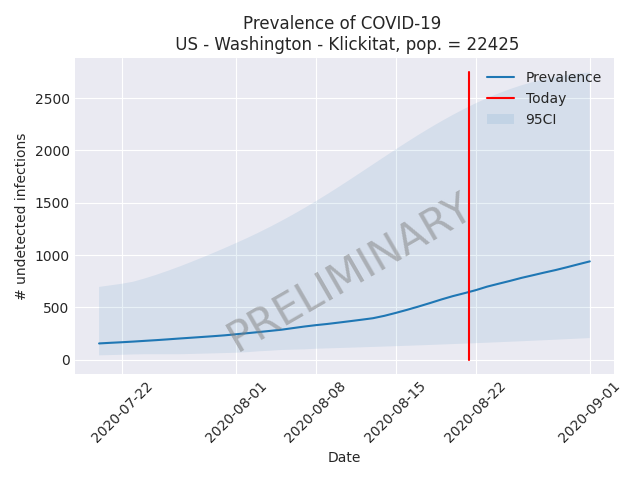 Prevalence of COVID-19
US - Washington - Klickitat, pop. = 22425
Prevalence
Today
95CI
# undetected infections
2500
2000
1500
1000
500
0
PRELIMINARY
2020-07-22
2020-08-01
2020-08-08
2020-08-15
2020-08-22
2020-09-01
Date